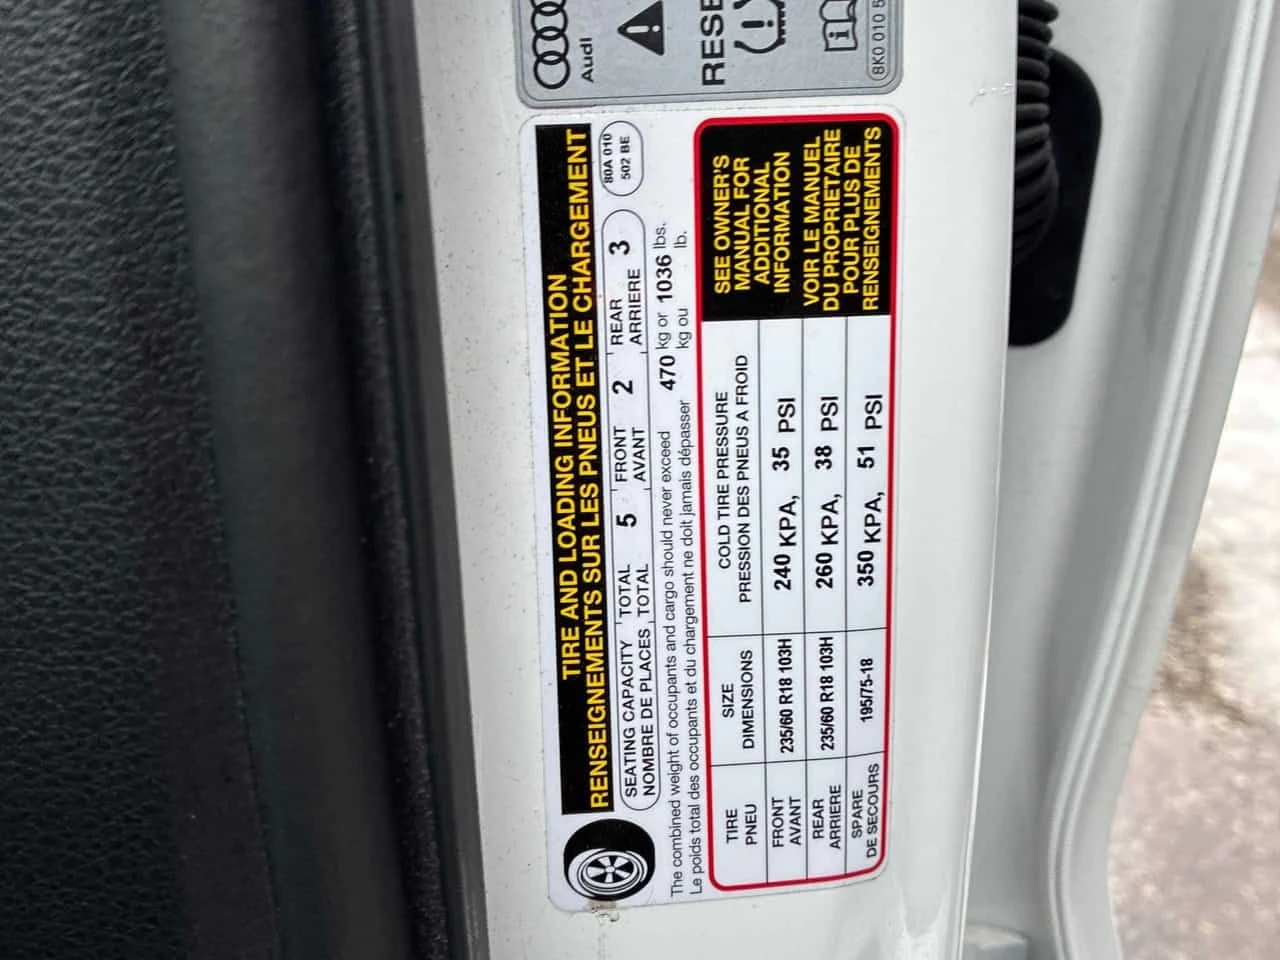 Audi
RESE
8K0 010 5
TIRE AND LOADING INFORMATION
RENSEIGNEMENTS SUR LES PNEUS ET LE CHARGEMENT
80A 010
502 BE
SEATING CAPACITY TOTAL 5 FRONT 2 REAR 3
NOMBRE DE PLACES TOTAL AVANT ARRIERE
The combined weight of occupants and cargo should never exceed 470 kg or 1036 lbs.
Le poids total des occupants et du chargement ne doit jamais dépasser kg ou lb.
TIRE SIZE COLD TIRE PRESSURE
PNEU DIMENSIONS PRESSION DES PNEUS A FROID
FRONT
AVANT
235/60 R18 103H 240 KPA, 35 PSI
REAR
ARRIERE
235/60 R18 103H 260 KPA, 38 PSI
SPARE
DE SECOURS
195/75-18 350 KPA, 51 PSI
SEE OWNER'S
MANUAL FOR
ADDITIONAL
INFORMATION
VOIR LE MANUEL
DU PROPRIETAIRE
POUR PLUS DE
RENSEIGNEMENTS